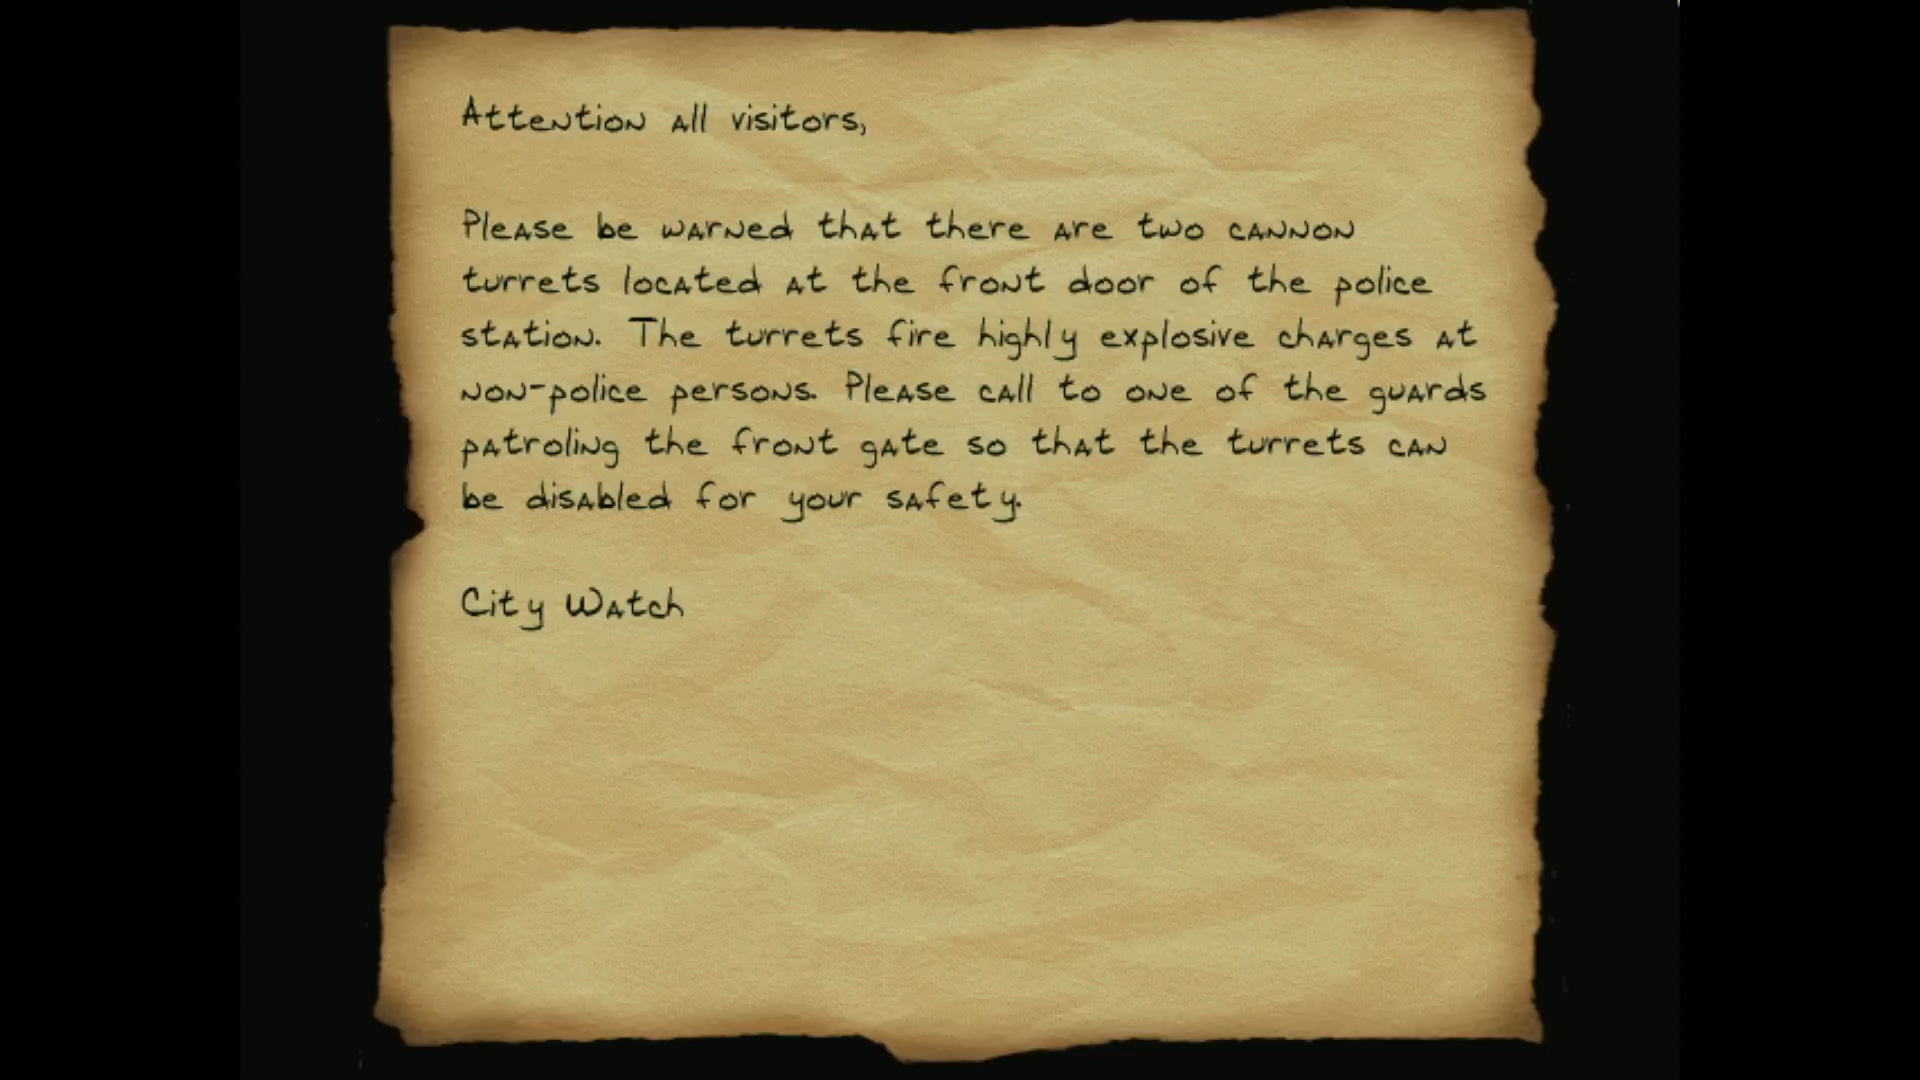 Attention all visitors,
Please be warned that there are two cannon
turrets located at the front door of the police
station. The turrets fire highly explosive charges at
non-police persons. Please call to one of the guards
patroling the front gate so that the turrets can
be disabled for your safety.
City Watch